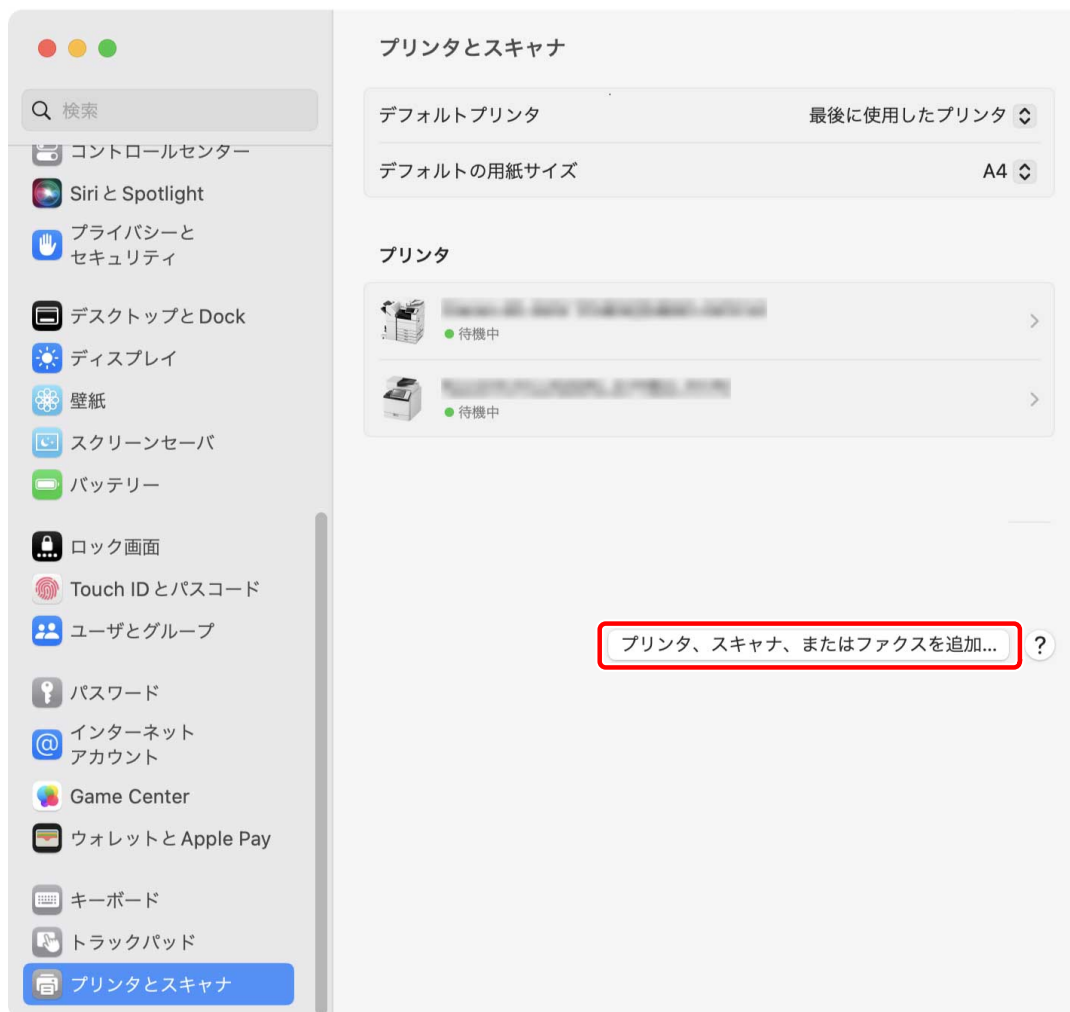 プリンタとスキャナ
検索
コントロールセンター
Siri と Spotlight
プライバシーと
セキュリティ
デスクトップと Dock
ディスプレイ
壁紙
スクリーンセーバ
バッテリー
ロック画面
Touch ID とパスコード
ユーザとグループ
パスワード
インターネット
アカウント
Game Center
ウォレットと Apple Pay
キーボード
トラックパッド
プリンタとスキャナ
デフォルトプリンタ 最後に使用したプリンタ
デフォルトの用紙サイズ A4
プリンタ
待機中
待機中
プリンタ、スキャナ、またはファクスを追加... ?